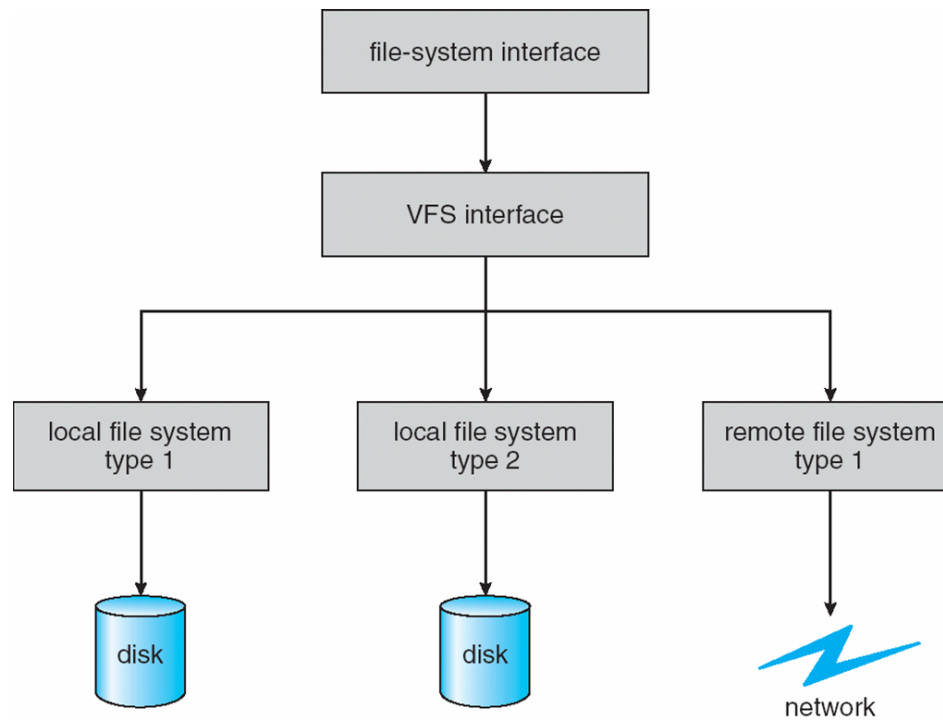 file-system interface
VFS interface
local file system
type 1
local file system
type 2
remote file system
type 1
disk
disk
network